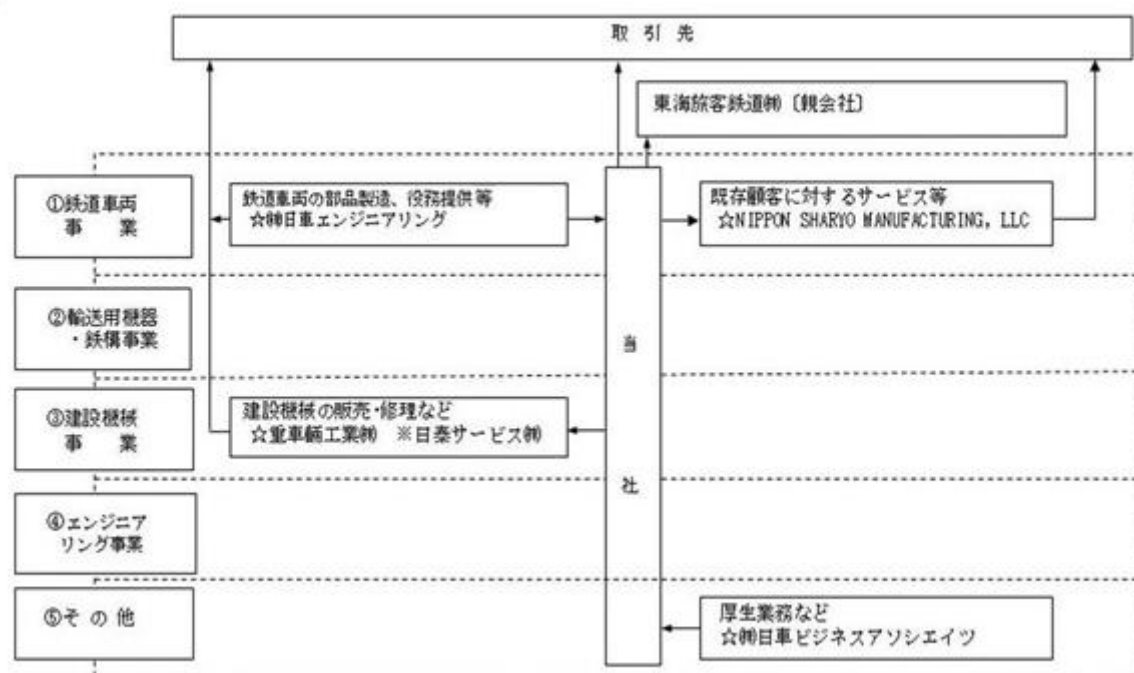 取引先
東海旅客鉄道㈱〔親会社〕
①鉄道車両
事業
鉄道車両の部品製造、役務提供等
☆㈱日車エンジニアリング
既存顧客に対するサービス等
☆NIPPON SHARYO MANUFACTURING, LLC
②輸送用機器
・鉄構事業
当社
③建設機械
事業
建設機械の販売・修理など
☆重車輛工業㈱ ※日泰サービス㈱
④エンジニア
リング事業
⑤その他
厚生業務など
☆㈱日車ビジネスアソシエイツ